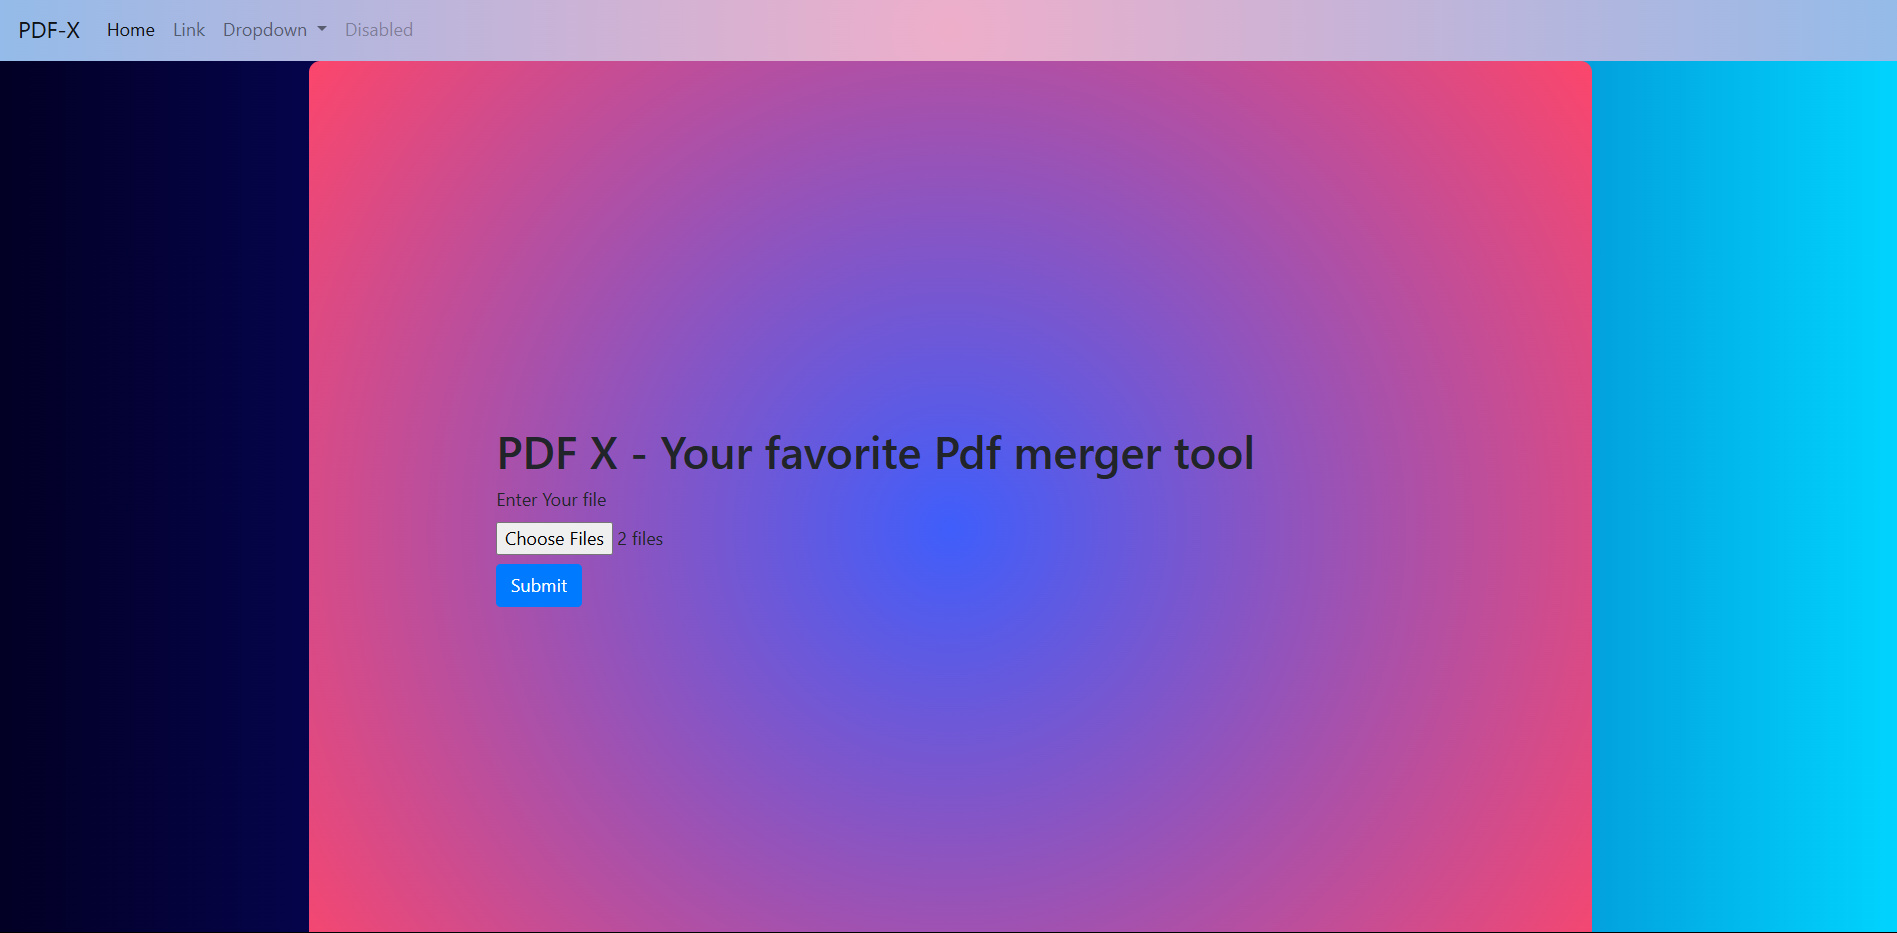 PDF-X Home Link Dropdown Disabled
PDF X - Your favorite Pdf merger tool
Enter Your file
Choose Files 2 files
Submit